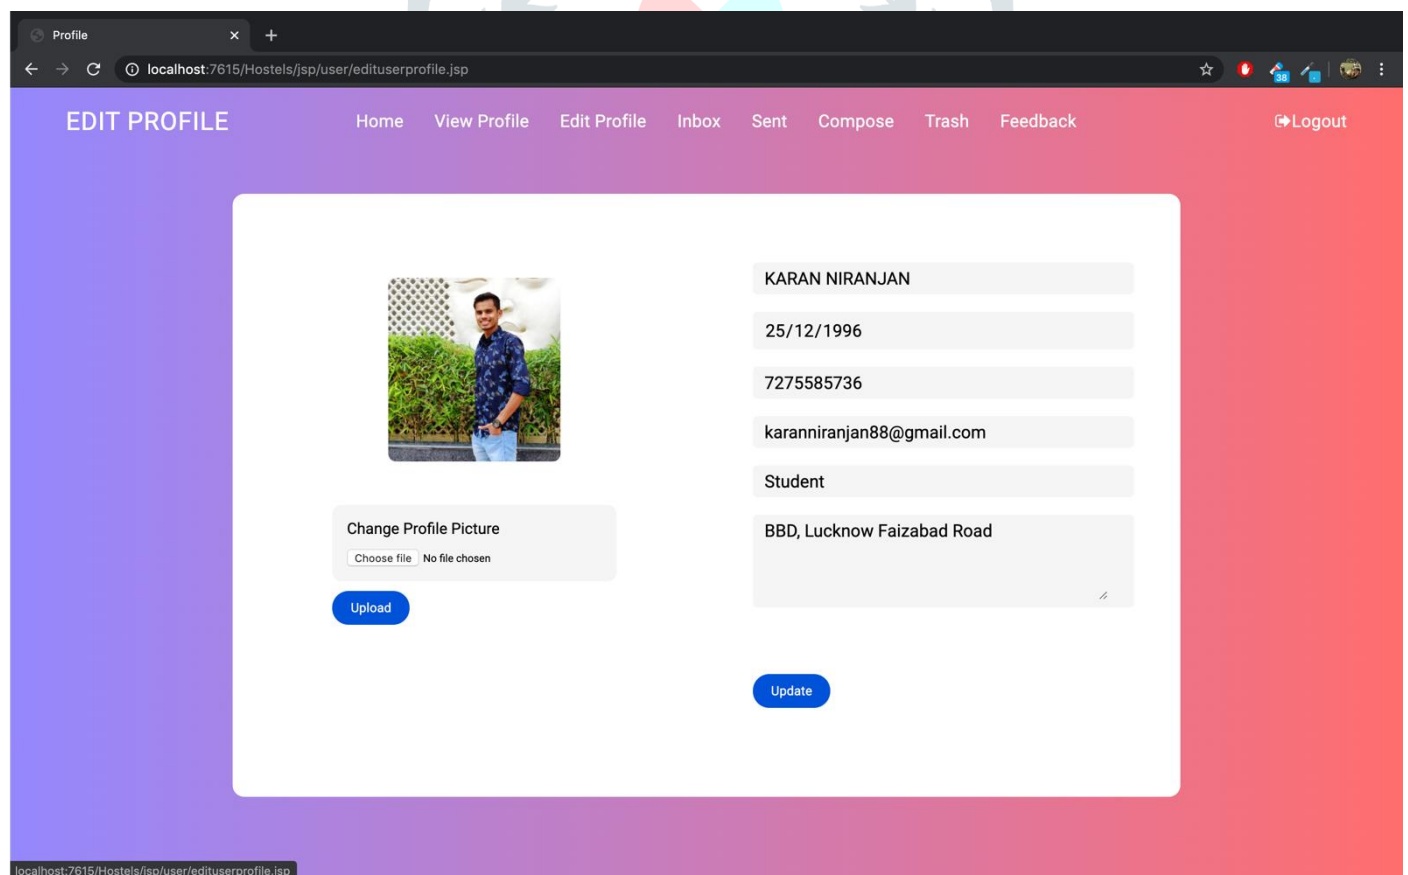 Profile
localhost:7615/Hostels/jsp/user/edituserprofile.jsp
38
EDIT PROFILE Home View Profile Edit Profile Inbox Sent Compose Trash Feedback Logout
KARAN NIRANJAN
25/12/1996
7275585736
karanniranjan88@gmail.com
Student
BBD, Lucknow Faizabad Road
Change Profile Picture
Choose file No file chosen
Upload
Update
localhost:7615/Hostels/jsp/user/edituserprofile.jsp